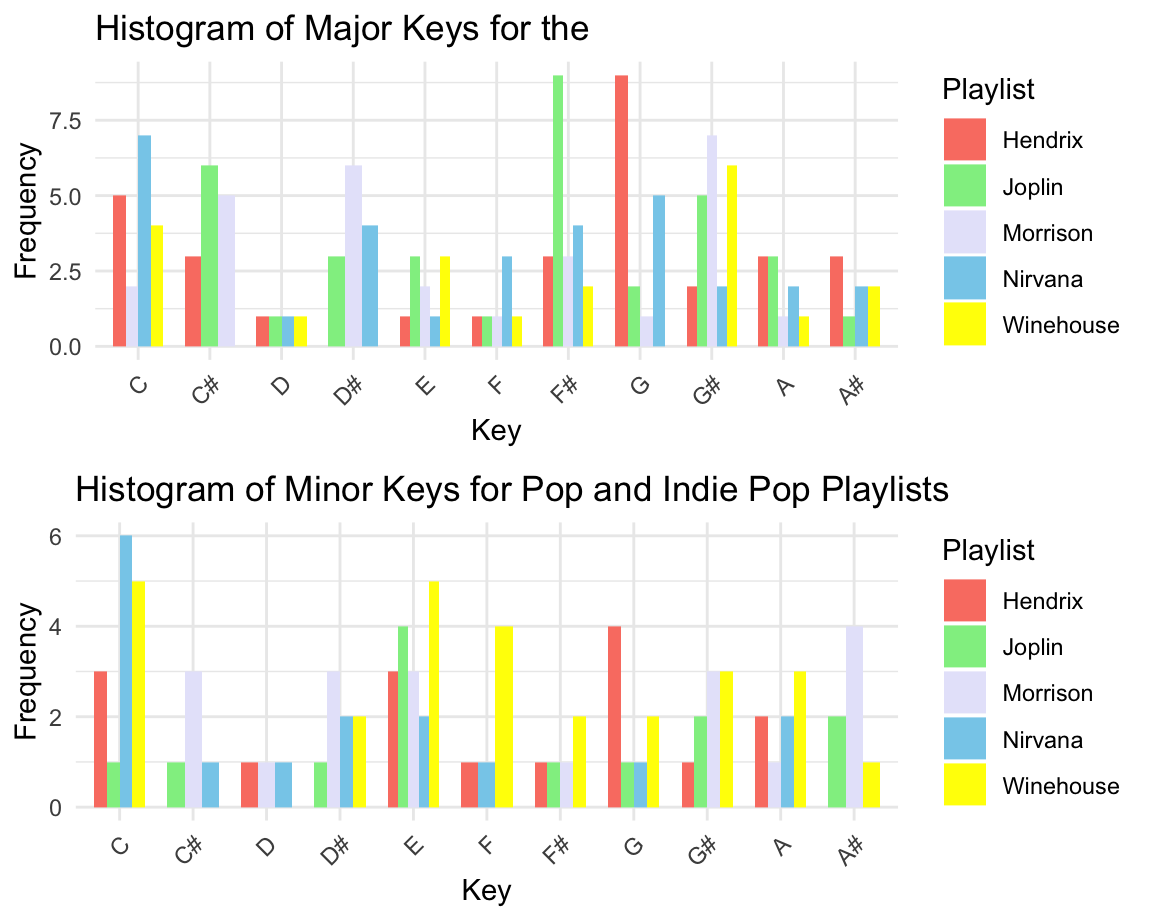 Histogram of Major Keys for the
Frequency
7.5
5.0
2.5
0.0
C C# D D# E F F# G G# A A#
Key
Playlist
Hendrix
Joplin
Morrison
Nirvana
Winehouse
Histogram of Minor Keys for Pop and Indie Pop Playlists
Frequency
6
4
2
0
C C# D D# E F F# G G# A A#
Key
Playlist
Hendrix
Joplin
Morrison
Nirvana
Winehouse